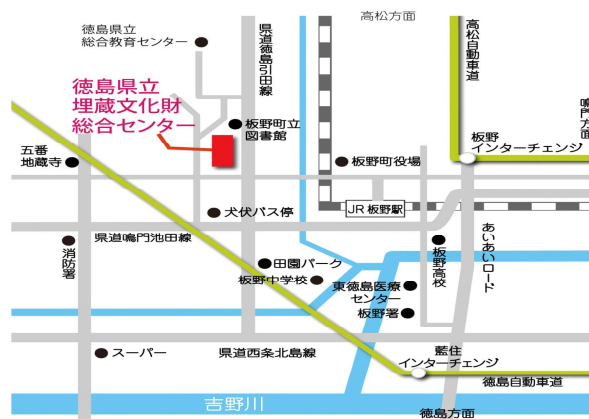 高松方面
徳島県立
総合教育センター
県道徳島引田線
高松自動車道
鳴門方面
徳島県立
埋蔵文化財
総合センター
板野町立
図書館
板野
インターチェンジ
五番
地蔵寺
板野町役場
JR 板野駅
犬伏バス停
県道鳴門池田線
消防署
あいあいロード
板野高校
田園パーク
板野中学校
東徳島医療
センター
板野署
スーパー
県道西条北島線
藍住
インターチェンジ
徳島自動車道
吉野川
徳島方面